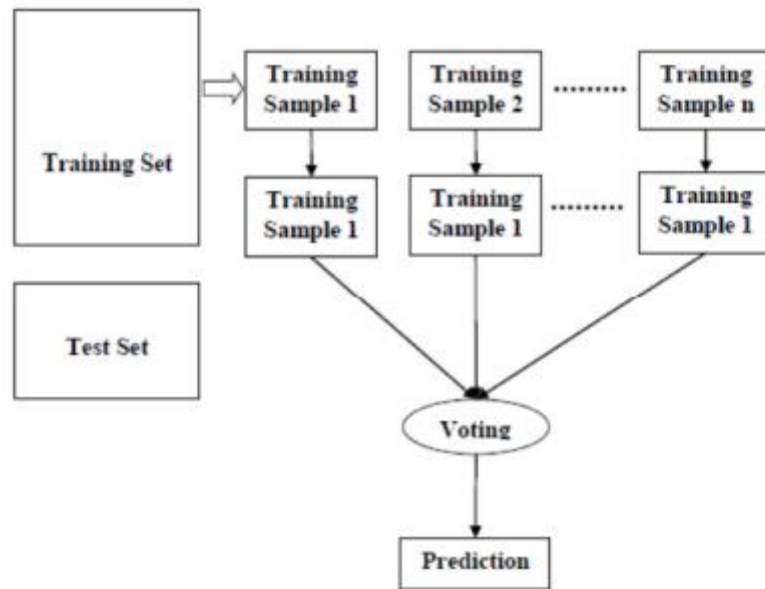 Training Set
Training
Sample 1
Training
Sample 2
Training
Sample n
Training
Sample 1
Training
Sample 1
Training
Sample 1
Test Set
Voting
Prediction